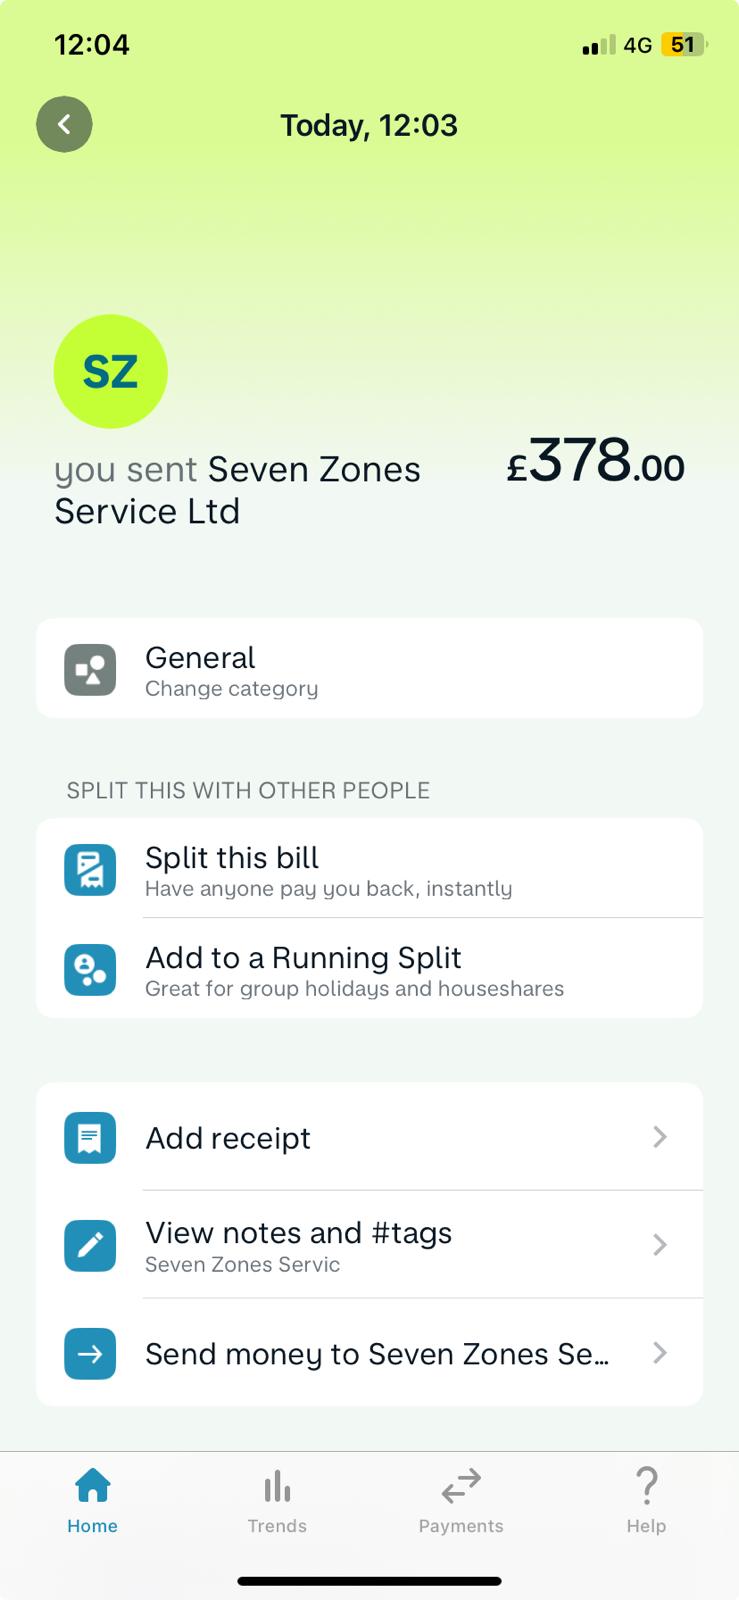 12:04
4G
51
Today, 12:03
SZ
you sent Seven Zones
Service Ltd
£378.00
General
Change category
SPLIT THIS WITH OTHER PEOPLE
Split this bill
Have anyone pay you back, instantly
Add to a Running Split
Great for group holidays and houseshares
Add receipt
View notes and #tags
Seven Zones Servic
Send money to Seven Zones Se...
Home
Trends
Payments
Help